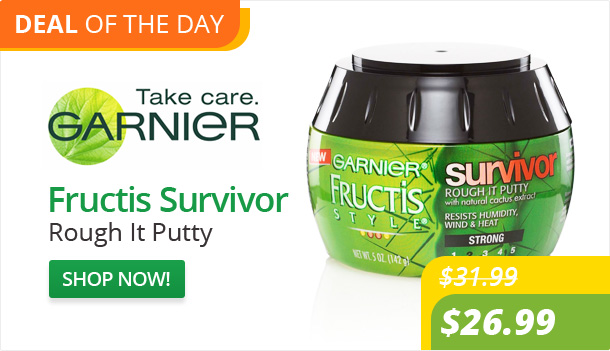 DEAL OF THE DAY
Take care.
GARNIER
Fructis Survivor
Rough It Putty
SHOP NOW!
NEW
GARNIER®
FRUCTIS
STYLE®
NET WT. 5 OZ. (142g)
survivor
ROUGH IT PUTTY
with natural cactus extract
RESISTS HUMIDITY,
WIND & HEAT
STRONG
1 2 3 4 5
$31.99
$26.99